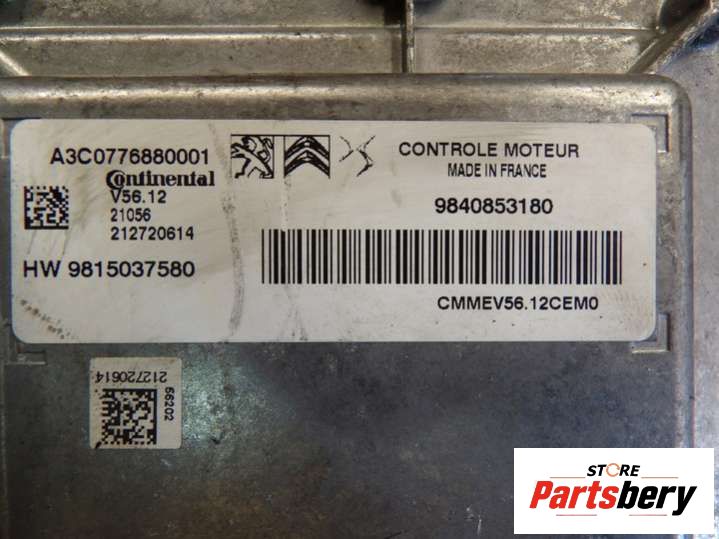 A3C0776880001
Continental
V56.12
21056
212720614
HW 9815037580
CONTROLE MOTEUR
MADE IN FRANCE
9840853180
CMMEV56.12CEM0
212720614
66202
STORE
Partsbery